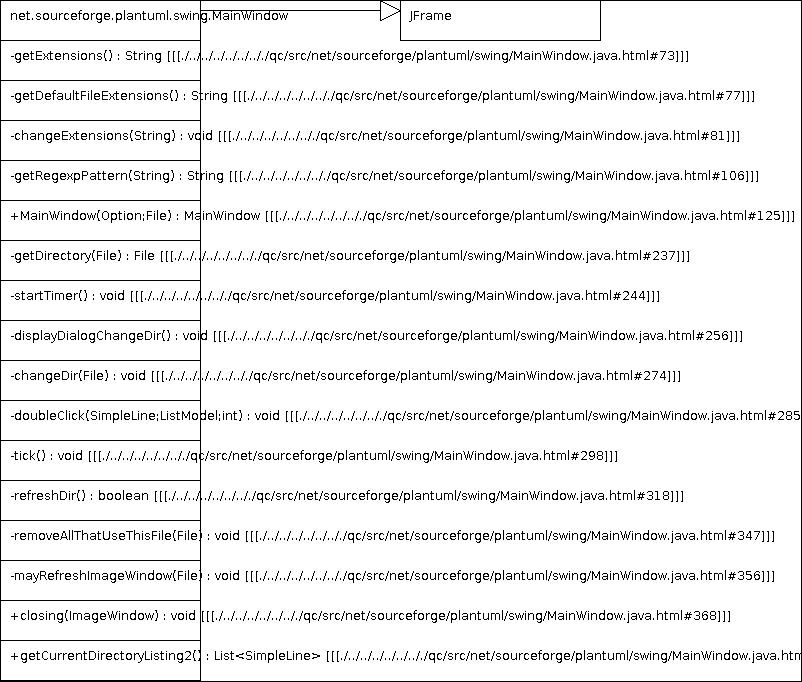 net.sourceforge.plantuml.swing.MainWindow
JFrame
-getExtensions() : String [[[./../../../../../../../qc/src/net/sourceforge/plantuml/swing/MainWindow.java.html#73]]]
-getDefaultFileExtensions() : String [[[./../../../../../../../qc/src/net/sourceforge/plantuml/swing/MainWindow.java.html#77]]]
-changeExtensions(String) : void [[[./../../../../../../../qc/src/net/sourceforge/plantuml/swing/MainWindow.java.html#81]]]
-getRegexpPattern(String) : String [[[./../../../../../../../qc/src/net/sourceforge/plantuml/swing/MainWindow.java.html#106]]]
+MainWindow(Option;File) : MainWindow [[[./../../../../../../../qc/src/net/sourceforge/plantuml/swing/MainWindow.java.html#125]]]
-getDirectory(File) : File [[[./../../../../../../../qc/src/net/sourceforge/plantuml/swing/MainWindow.java.html#237]]]
-startTimer() : void [[[./../../../../../../../qc/src/net/sourceforge/plantuml/swing/MainWindow.java.html#244]]]
-displayDialogChangeDir() : void [[[./../../../../../../../qc/src/net/sourceforge/plantuml/swing/MainWindow.java.html#256]]]
-changeDir(File) : void [[[./../../../../../../../qc/src/net/sourceforge/plantuml/swing/MainWindow.java.html#274]]]
-doubleClick(SimpleLine;ListModel;int) : void [[[./../../../../../../../qc/src/net/sourceforge/plantuml/swing/MainWindow.java.html#285
-tick() : void [[[./../../../../../../../qc/src/net/sourceforge/plantuml/swing/MainWindow.java.html#298]]]
-refreshDir() : boolean [[[./../../../../../../../qc/src/net/sourceforge/plantuml/swing/MainWindow.java.html#318]]]
-removeAllThatUseThisFile(File) : void [[[./../../../../../../../qc/src/net/sourceforge/plantuml/swing/MainWindow.java.html#347]]]
-mayRefreshImageWindow(File) : void [[[./../../../../../../../qc/src/net/sourceforge/plantuml/swing/MainWindow.java.html#356]]]
+closing(ImageWindow) : void [[[./../../../../../../../qc/src/net/sourceforge/plantuml/swing/MainWindow.java.html#368]]]
+getCurrentDirectoryListing2() : List<SimpleLine> [[[./../../../../../../../qc/src/net/sourceforge/plantuml/swing/MainWindow.java.htm